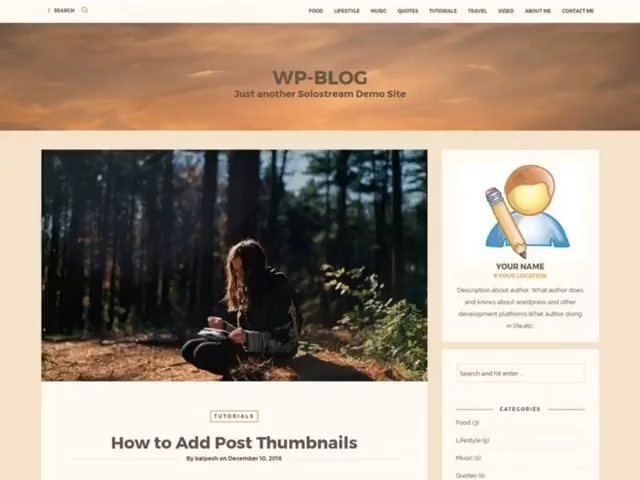 SEARCH
FOOD LIFESTYLE MUSIC QUOTES TUTORIALS TRAVEL VIDEO ABOUT ME CONTACT ME
WP-BLOG
Just another Solostream Demo Site
TUTORIALS
How to Add Post Thumbnails
By kalpesh on December 10, 2016
YOUR NAME
YOUR LOCATION
Description about author. What author does
and knows about wordpress and other
development platforms.What author doing
in life,etc.
Search and hit enter...
CATEGORIES
Food (3)
Lifestyle (5)
Music (1)
Quotes (1)